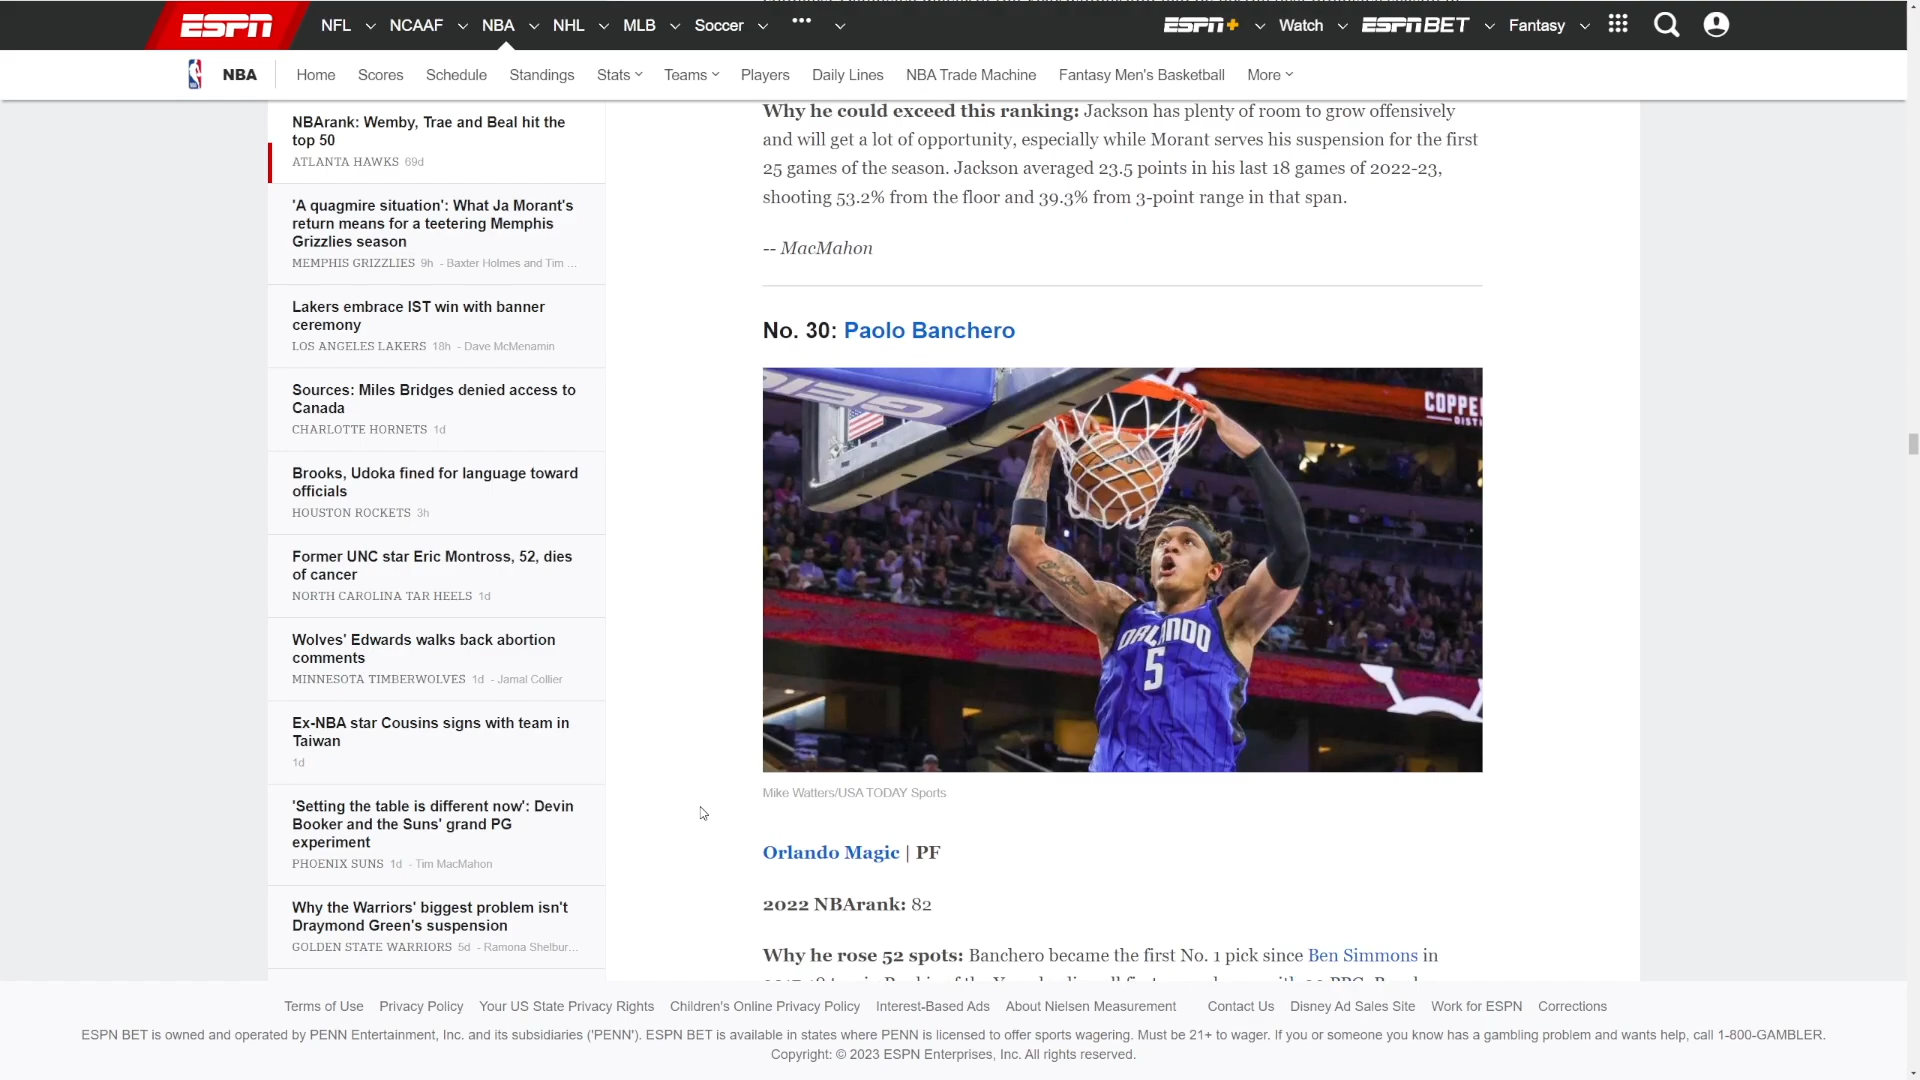 ESPN NFL NCAAF NBA NHL MLB Soccer ••• ESPN+ Watch ESPN BET Fantasy
NBA Home Scores Schedule Standings Stats Teams Players Daily Lines NBA Trade Machine Fantasy Men's Basketball More
NBArank: Wemby, Trae and Beal hit the
top 50
ATLANTA HAWKS 69d
'A quagmire situation': What Ja Morant's
return means for a teetering Memphis
Grizzlies season
MEMPHIS GRIZZLIES 9h - Baxter Holmes and Tim ...
Lakers embrace IST win with banner
ceremony
LOS ANGELES LAKERS 18h - Dave McMenamin
Sources: Miles Bridges denied access to
Canada
CHARLOTTE HORNETS 1d
Brooks, Udoka fined for language toward
officials
HOUSTON ROCKETS 3h
Former UNC star Eric Montross, 52, dies
of cancer
NORTH CAROLINA TAR HEELS 1d
Wolves' Edwards walks back abortion
comments
MINNESOTA TIMBERWOLVES 1d - Jamal Collier
Ex-NBA star Cousins signs with team in
Taiwan
1d
'Setting the table is different now': Devin
Booker and the Suns' grand PG
experiment
PHOENIX SUNS 1d - Tim MacMahon
Why the Warriors' biggest problem isn't
Draymond Green's suspension
GOLDEN STATE WARRIORS 5d - Ramona Shelbur...
Why he could exceed this ranking: Jackson has plenty of room to grow offensively
and will get a lot of opportunity, especially while Morant serves his suspension for the first
25 games of the season. Jackson averaged 23.5 points in his last 18 games of 2022-23,
shooting 53.2% from the floor and 39.3% from 3-point range in that span.
-- MacMahon
No. 30: Paolo Banchero
GEIC
COPPE
DISTI
ORLANDO
5
Mike Watters/USA TODAY Sports
Orlando Magic | PF
2022 NBArank: 82
Why he rose 52 spots: Banchero became the first No. 1 pick since Ben Simmons in
Terms of Use Privacy Policy Your US State Privacy Rights Children's Online Privacy Policy Interest-Based Ads About Nielsen Measurement Contact Us Disney Ad Sales Site Work for ESPN Corrections
ESPN BET is owned and operated by PENN Entertainment, Inc. and its subsidiaries ('PENN'). ESPN BET is available in states where PENN is licensed to offer sports wagering. Must be 21+ to wager. If you or someone you know has a gambling problem and wants help, call 1-800-GAMBLER.
Copyright: © 2023 ESPN Enterprises, Inc. All rights reserved.